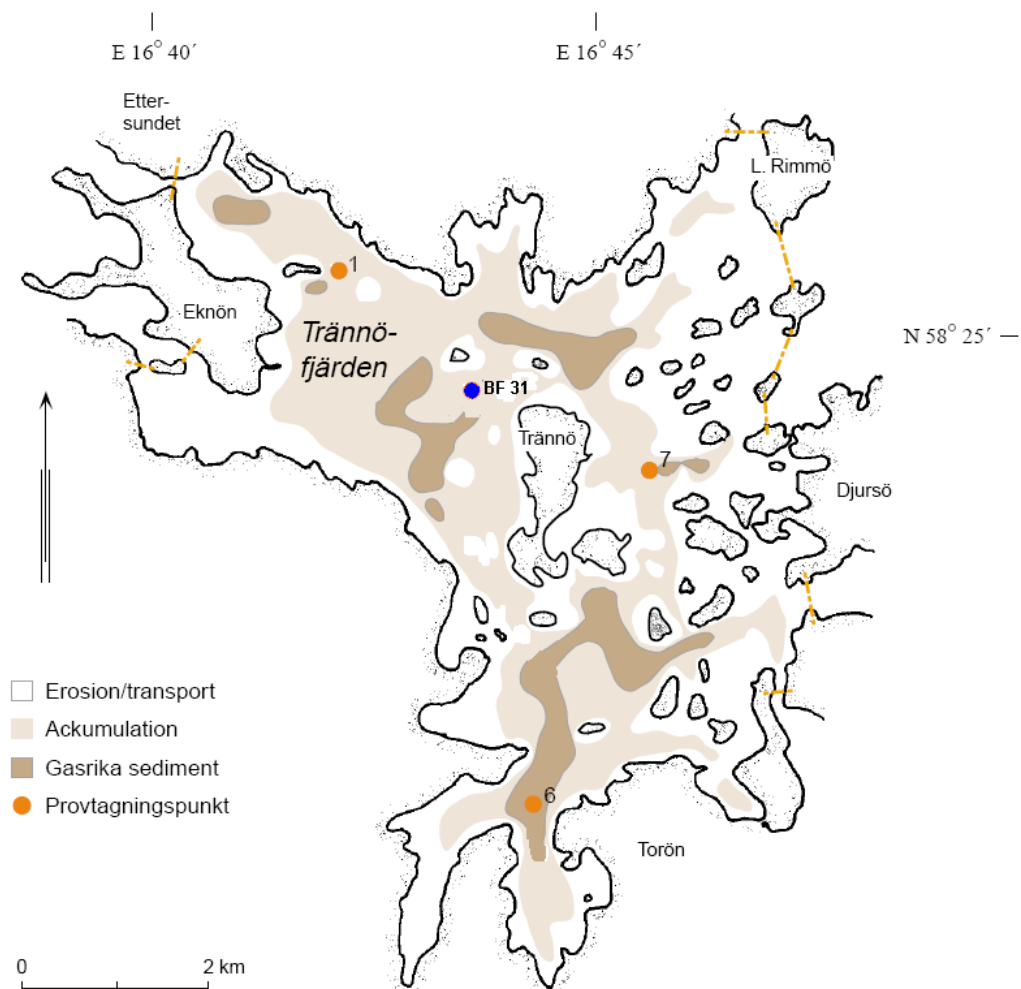 E 16° 40´
E 16° 45´
Etter-
sundet
L. Rimmö
1
Eknön
Trännö-
fjärden
N 58° 25´
BF 31
Trännö
7
Djursö
Erosion/transport
Ackumulation
Gasrika sediment
Provtagningspunkt
6
Torön
0
2 km